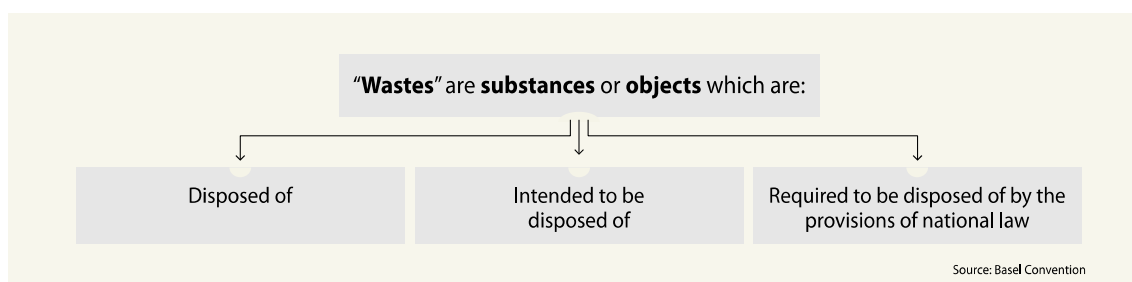 “Wastes” are substances or objects which are:
Disposed of
Intended to be
disposed of
Required to be disposed of by the
provisions of national law
Source: Basel Convention